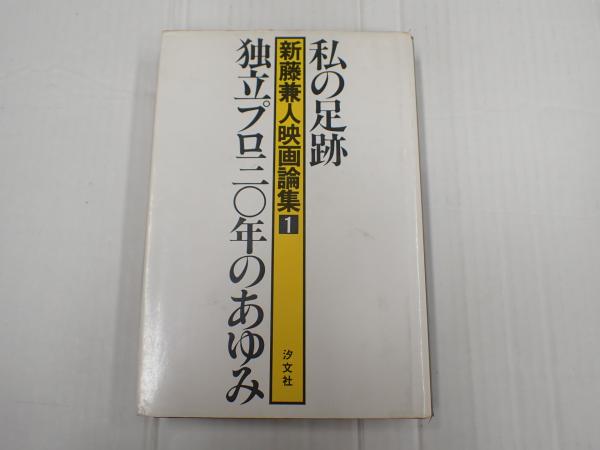 私の足跡
新藤兼人映画論集1
汐文社
独立プロ三〇年のあゆみ